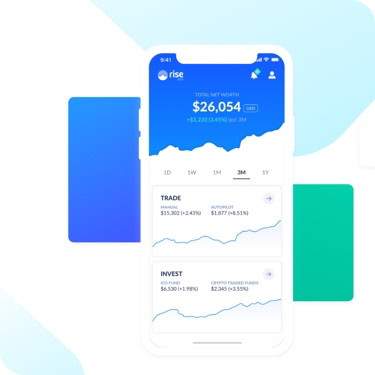 9:41
rise
TOTAL NET WORTH
$26,054 USD
+$1,230 (3.45%) last 3M
1D 1W 1M 3M 1Y
TRADE
MANUAL AUTOPILOT
$15,302 (+2.43%) $1,877 (+8.51%)
INVEST
ICO FUND CRYPTO TRADED FUNDS
$6,530 (+1.98%) $2,345 (+3.55%)